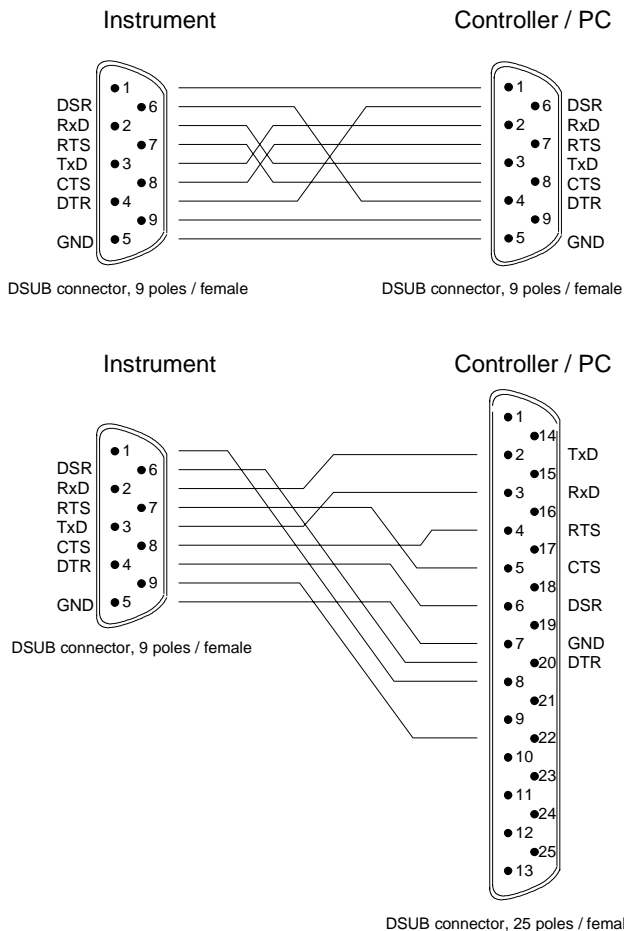 Instrument
Controller / PC
1
DSR 6
RxD 2
RTS 7
TxD 3
CTS 8
DTR 4
9
GND 5
1
6 DSR
2 RxD
7 RTS
3 TxD
8 CTS
4 DTR
9
5 GND
DSUB connector, 9 poles / female
DSUB connector, 9 poles / female
Instrument
Controller / PC
1
DSR 6
RxD 2
RTS 7
TxD 3
CTS 8
DTR 4
9
GND 5
DSUB connector, 9 poles / female
1
14
2 TxD
15
3 RxD
16
4 RTS
17
5 CTS
18
6 DSR
19
7 GND
20 DTR
8
21
9
22
10
23
11
24
12
25
13
DSUB connector, 25 poles / femal